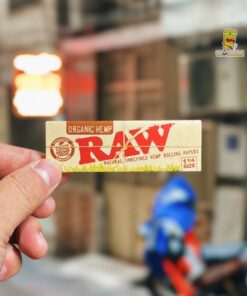 ORGANIC HEMP
RAW
NATURAL UNREFINED HEMP ROLLING PAPERS
1¼
SIZE